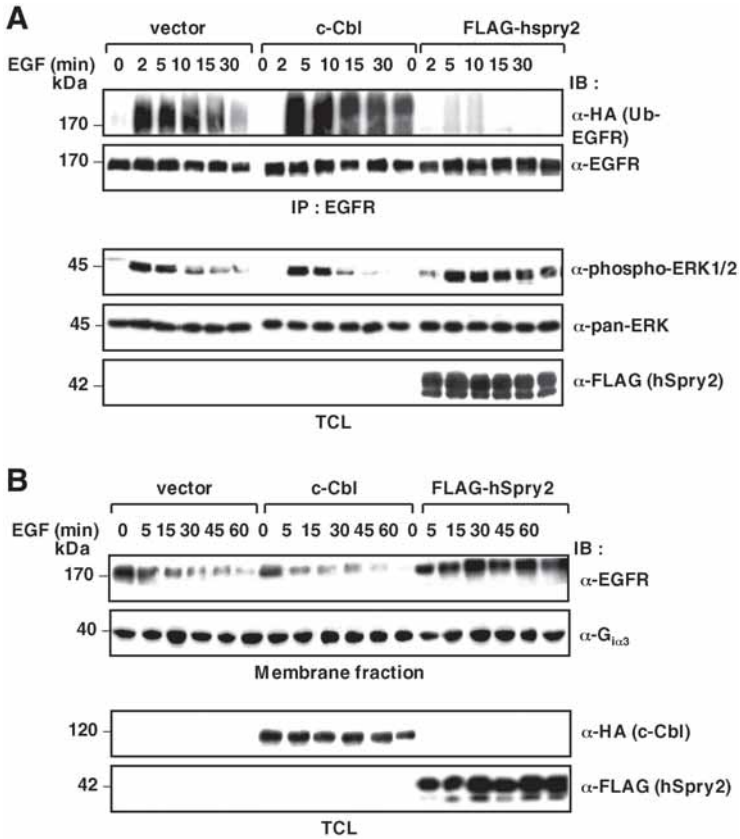 A
vector c-Cbl FLAG-hspry2
EGF (min) 0 2 5 10 15 30 0 2 5 10 15 30 0 2 5 10 15 30
kDa IB :
170 α-HA (Ub-
EGFR)
170 α-EGFR
IP : EGFR
45 α-phospho-ERK1/2
45 α-pan-ERK
42 α-FLAG (hSpry2)
TCL
B
vector c-Cbl FLAG-hSpry2
EGF (min) 0 5 15 30 45 60 0 5 15 30 45 60 0 5 15 30 45 60
kDa IB :
170 α-EGFR
40 α-Giα3
Membrane fraction
120 α-HA (c-Cbl)
42 α-FLAG (hSpry2)
TCL